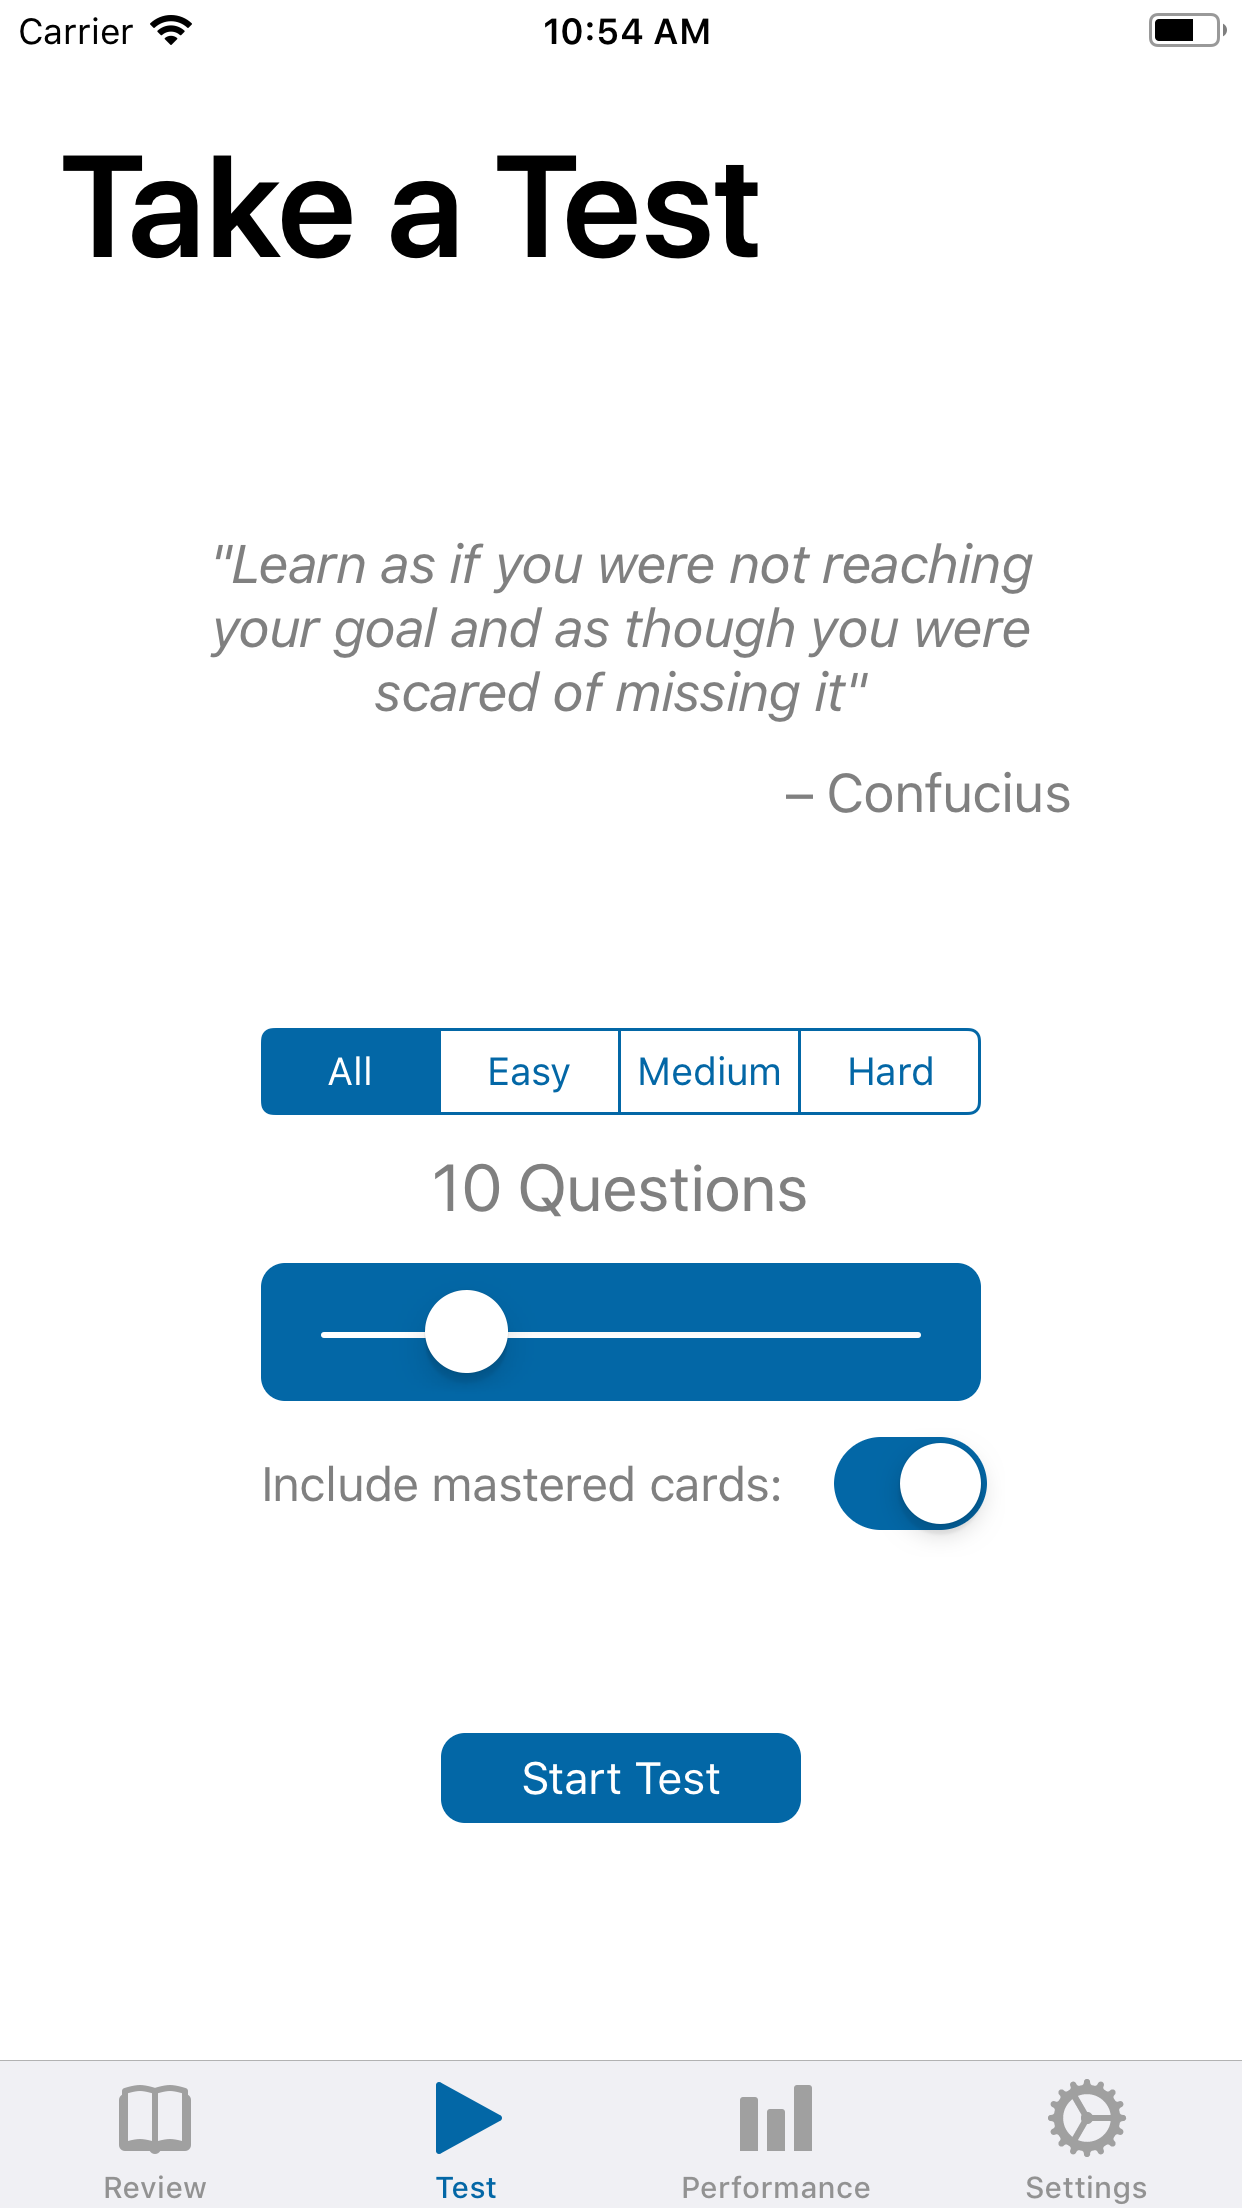 Carrier 10:54 AM
Take a Test
"Learn as if you were not reaching
your goal and as though you were
scared of missing it"
– Confucius
All Easy Medium Hard
10 Questions
Include mastered cards:
Start Test
Review Test Performance Settings